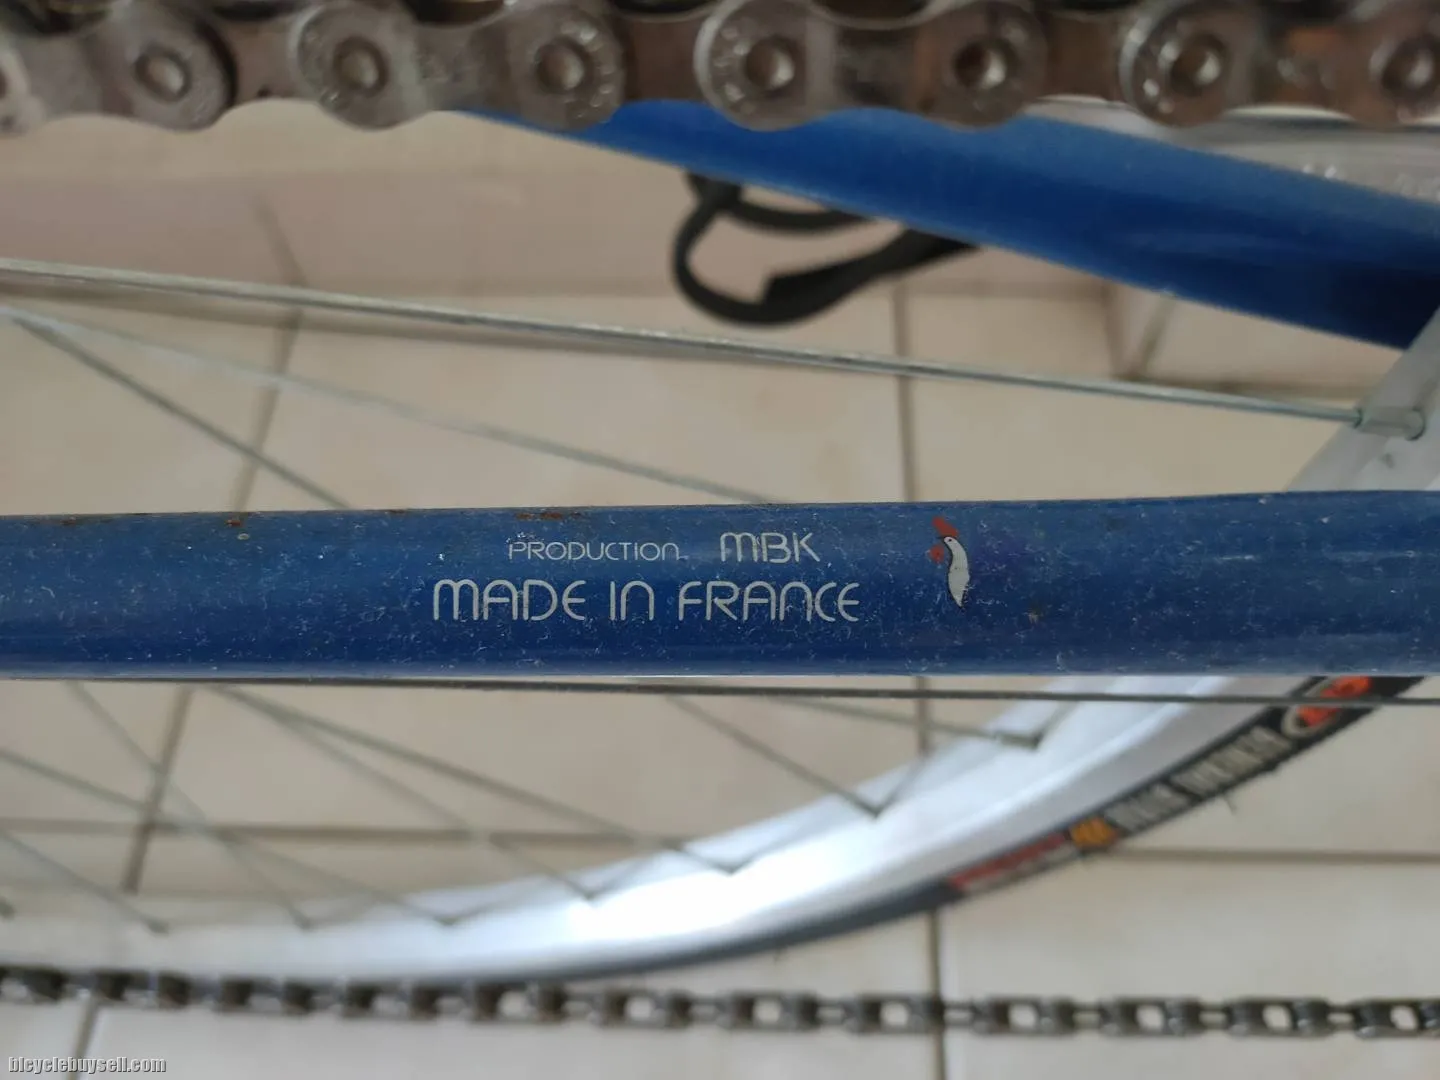 PRODUCTION MBK
MADE IN FRANCE
bicyclebuysell.com